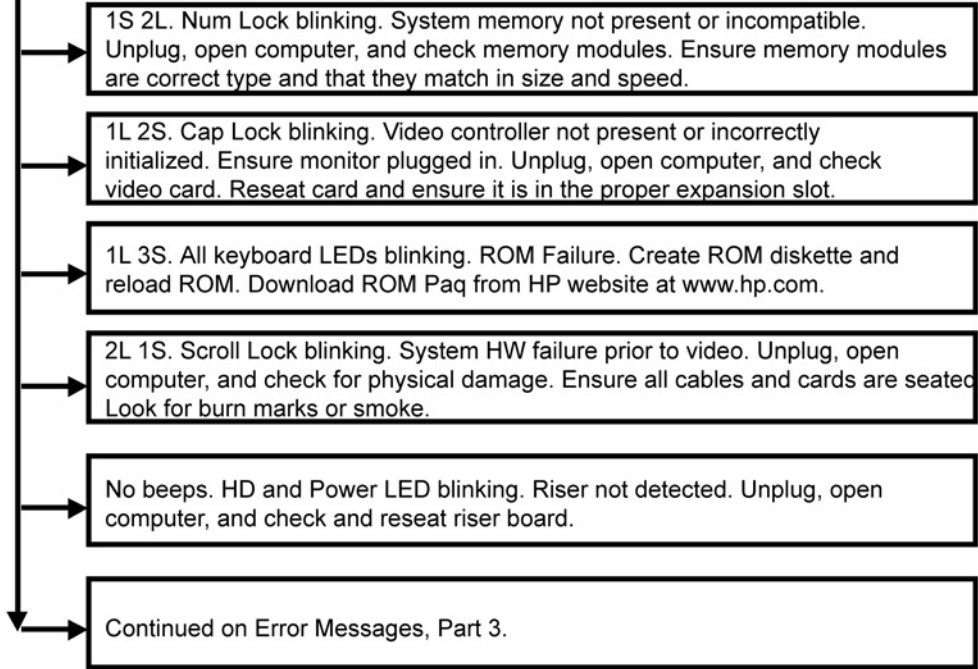 1S 2L. Num Lock blinking. System memory not present or incompatible.
Unplug, open computer, and check memory modules. Ensure memory modules
are correct type and that they match in size and speed.
1L 2S. Cap Lock blinking. Video controller not present or incorrectly
initialized. Ensure monitor plugged in. Unplug, open computer, and check
video card. Reseat card and ensure it is in the proper expansion slot.
1L 3S. All keyboard LEDs blinking. ROM Failure. Create ROM diskette and
reload ROM. Download ROM Paq from HP website at www.hp.com.
2L 1S. Scroll Lock blinking. System HW failure prior to video. Unplug, open
computer, and check for physical damage. Ensure all cables and cards are seated
Look for burn marks or smoke.
No beeps. HD and Power LED blinking. Riser not detected. Unplug, open
computer, and check and reseat riser board.
Continued on Error Messages, Part 3.